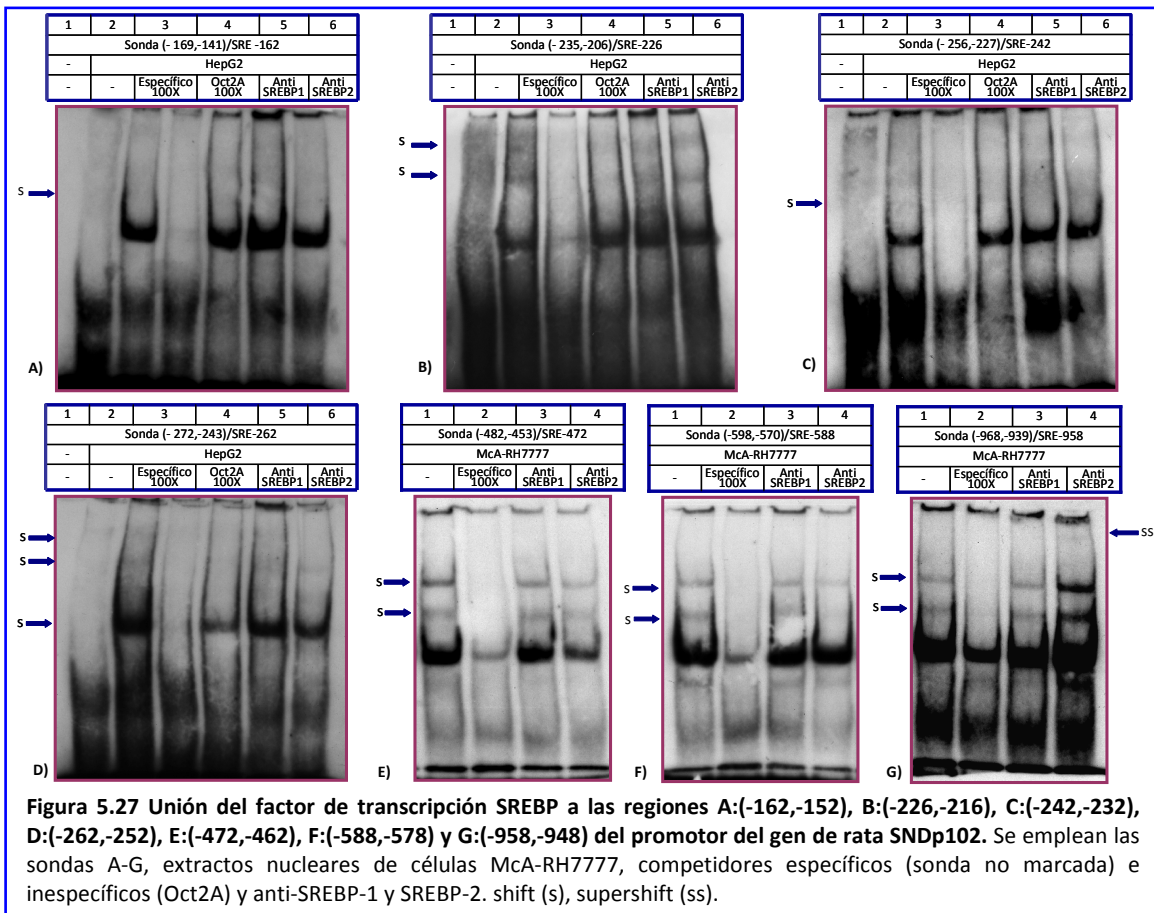 1 2 3 4 5 6
Sonda (- 169,-141)/SRE -162
- HepG2
- - Específico 100X Oct2A 100X Anti SREBP1 Anti SREBP2
s
A)
1 2 3 4 5 6
Sonda (- 235,-206)/SRE-226
- HepG2
- - Específico 100X Oct2A 100X Anti SREBP1 Anti SREBP2
s
s
B)
1 2 3 4 5 6
Sonda (- 256,-227)/SRE-242
- HepG2
- - Específico 100X Oct2A 100X Anti SREBP1 Anti SREBP2
s
C)
1 2 3 4 5 6
Sonda (- 272,-243)/SRE-262
- HepG2
- - Específico 100X Oct2A 100X Anti SREBP1 Anti SREBP2
s
s
s
D)
1 2 3 4
Sonda (-482,-453)/SRE-472
McA-RH7777
- Específico 100X Anti SREBP1 Anti SREBP2
s
s
E)
1 2 3 4
Sonda (-598,-570)/SRE-588
McA-RH7777
- Específico 100X Anti SREBP1 Anti SREBP2
s
s
F)
1 2 3 4
Sonda (-968,-939)/SRE-958
McA-RH7777
- Específico 100X Anti SREBP1 Anti SREBP2
ss
s
s
G)
Figura 5.27 Unión del factor de transcripción SREBP a las regiones A:(-162,-152), B:(-226,-216), C:(-242,-232),
D:(-262,-252), E:(-472,-462), F:(-588,-578) y G:(-958,-948) del promotor del gen de rata SNDp102. Se emplean las
sondas A-G, extractos nucleares de células McA-RH7777, competidores específicos (sonda no marcada) e
inespecíficos (Oct2A) y anti-SREBP-1 y SREBP-2. shift (s), supershift (ss).